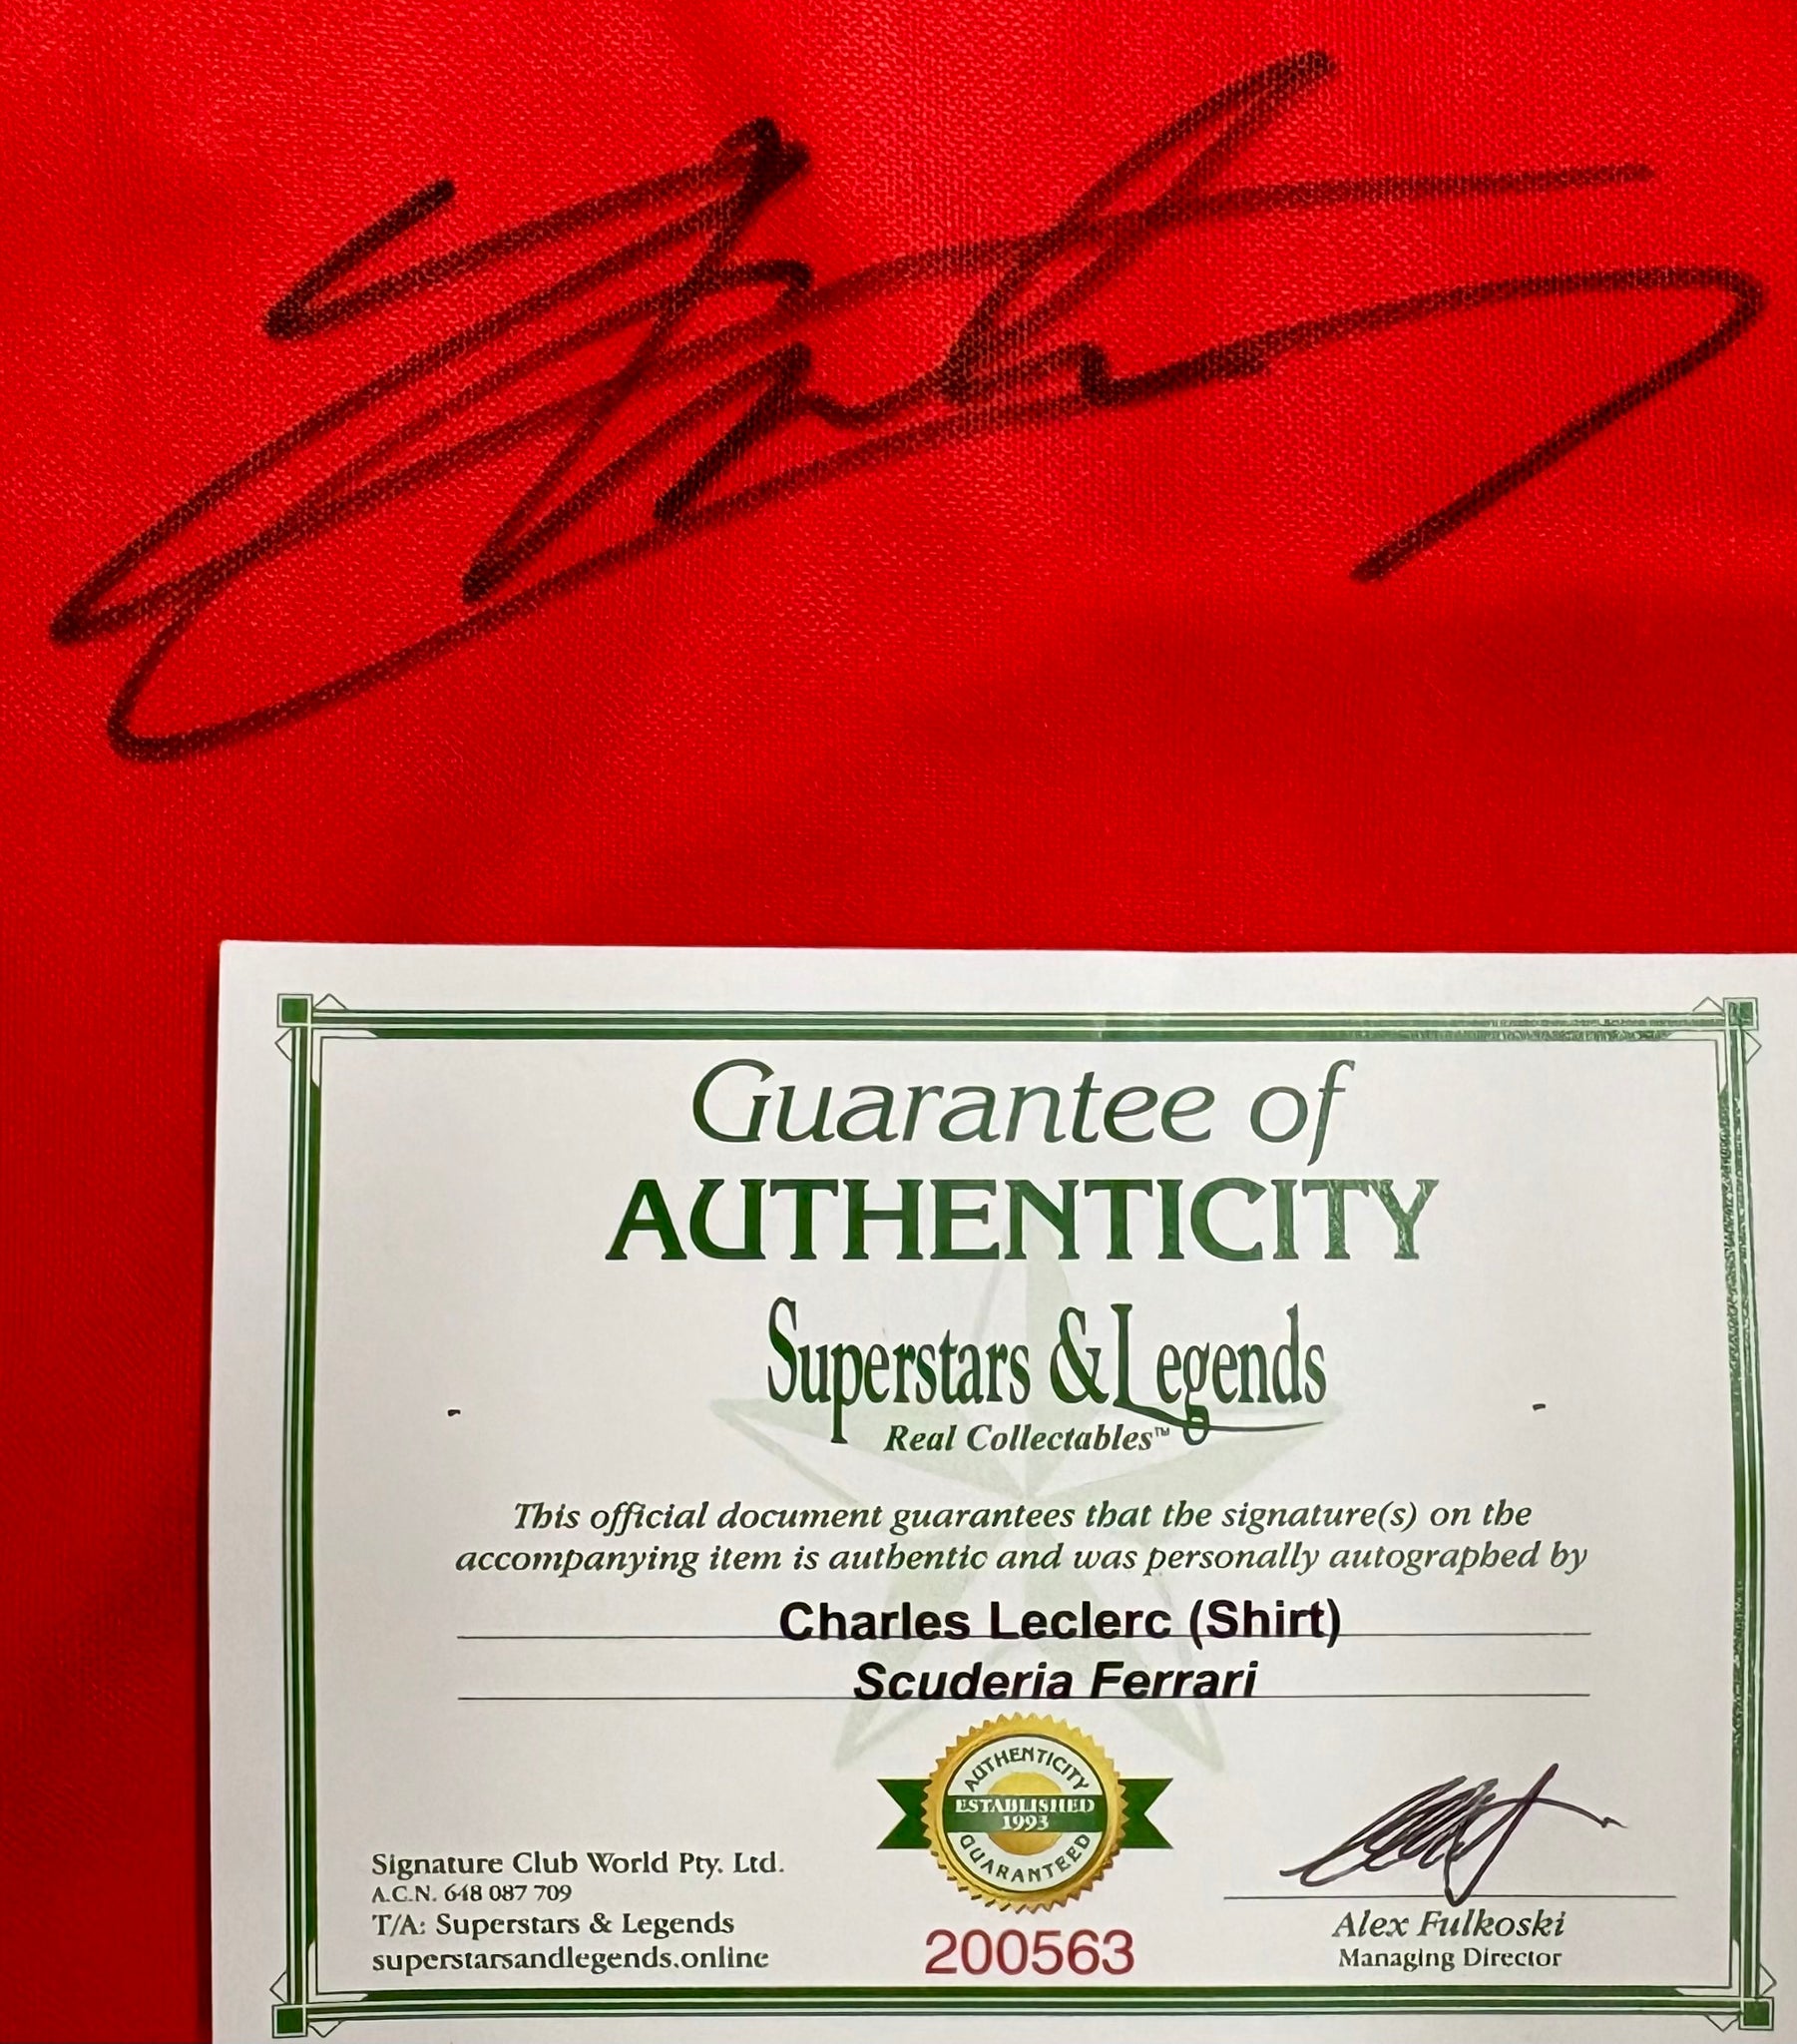 Guarantee of
AUTHENTICITY
Superstars & Legends
Real Collectables™
This official document guarantees that the signature(s) on the
accompanying item is authentic and was personally autographed by
Charles Leclerc (Shirt)
Scuderia Ferrari
AUTHENTICITY
ESTABLISHED
1993
GUARANTEED
Signature Club World Pty. Ltd.
A.C.N. 648 087 709
T/A: Superstars & Legends
superstarsandlegends.online
200563
Alex Fulkoski
Managing Director